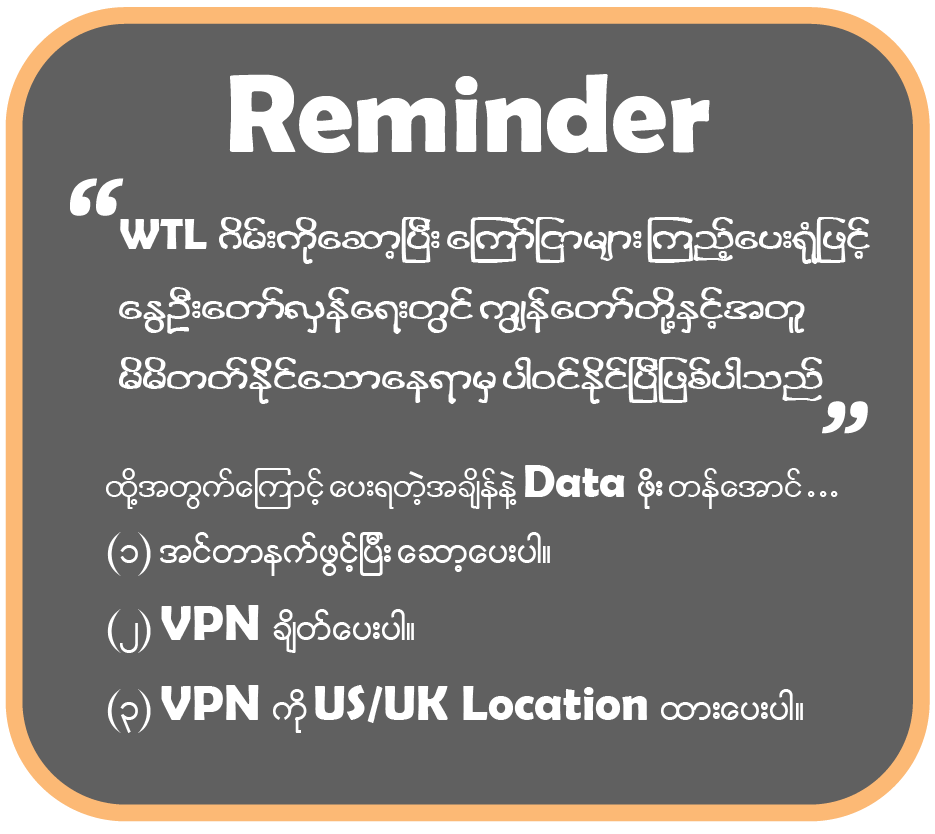 Reminder
“WTL ဂိမ်းကိုဆော့ပြီး ကြော်ငြာများ ကြည့်ပေးရုံဖြင့်
နွေဦးတော်လှန်ရေးတွင် ကျွန်တော်တို့နှင့်အတူ
မိမိတတ်နိုင်သောနေရာမှ ပါဝင်နိုင်ပြီဖြစ်ပါသည်”
ထို့အတွက်ကြောင့် ပေးရတဲ့အချိန်နဲ့ Data ဖိုး တန်အောင် ...
(၁) အင်တာနက်ဖွင့်ပြီး ဆော့ပေးပါ။
(၂) VPN ချိတ်ပေးပါ။
(၃) VPN ကို US/UK Location ထားပေးပါ။